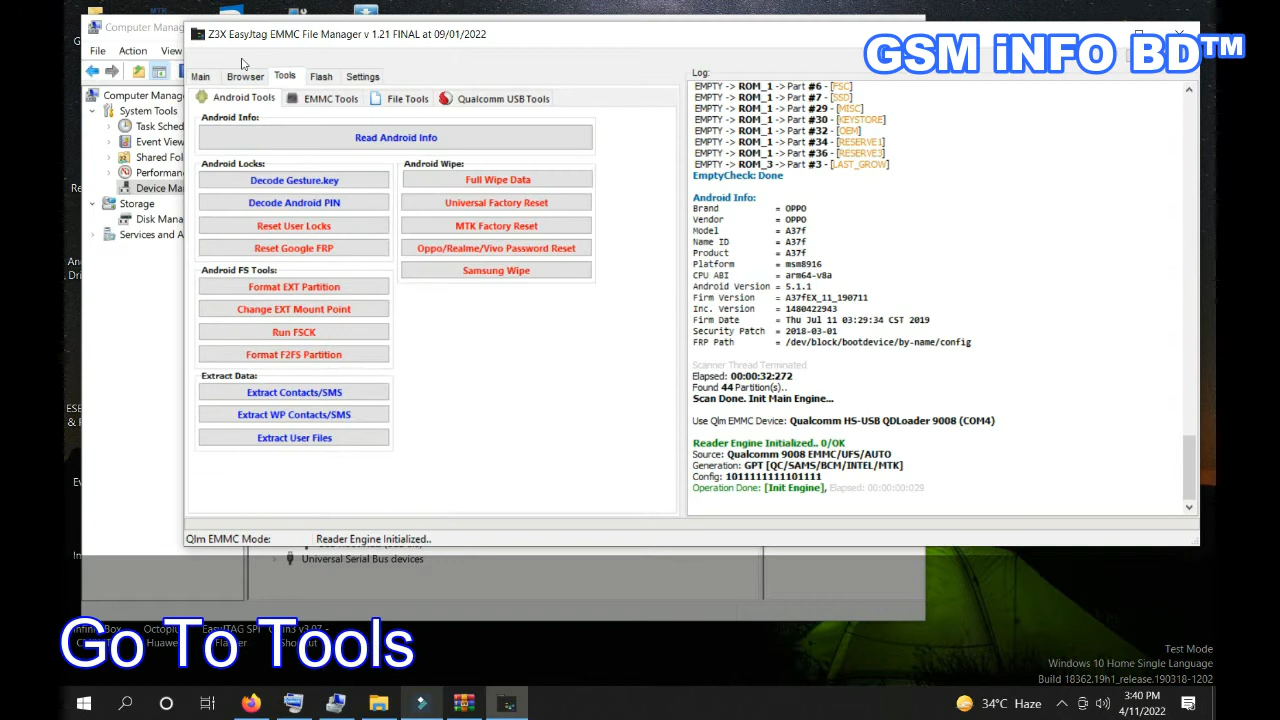 GSM iNFO BD™
Computer Manag
File Action View
Z3X EasyJtag EMMC File Manager v 1.21 FINAL at 09/01/2022
Main Browser Tools Flash Settings
Android Tools EMMC Tools File Tools Qualcomm USB Tools
Android Info:
Read Android Info
Android Locks:
Decode Gesture.key
Decode Android PIN
Reset User Locks
Reset Google FRP
Android Wipe:
Full Wipe Data
Universal Factory Reset
MTK Factory Reset
Oppo/Realme/Vivo Password Reset
Samsung Wipe
Android FS Tools:
Format EXT Partition
Change EXT Mount Point
Run FSCK
Format F2FS Partition
Extract Data:
Extract Contacts/SMS
Extract WP Contacts/SMS
Extract User Files
Log:
EMPTY -> ROM_1 -> Part #6 - [FSC]
EMPTY -> ROM_1 -> Part #7 - [SSD]
EMPTY -> ROM_1 -> Part #29 - [MISC]
EMPTY -> ROM_1 -> Part #30 - [KEYSTORE]
EMPTY -> ROM_1 -> Part #32 - [OEM]
EMPTY -> ROM_1 -> Part #34 - [RESERVE1]
EMPTY -> ROM_1 -> Part #36 - [RESERVE3]
EMPTY -> ROM_3 -> Part #3 - [LAST_GROW]
EmptyCheck: Done
Android Info:
Brand = OPPO
Vendor = OPPO
Model = A37f
Name ID = A37f
Product = A37f
Platform = msm8916
CPU ABI = arm64-v8a
Android Version = 5.1.1
Firm Version = A37fEX_11_190711
Inc. Version = 1480422943
Firm Date = Thu Jul 11 03:29:34 CST 2019
Security Patch = 2018-03-01
FRP Path = /dev/block/bootdevice/by-name/config
Scanner Thread Terminated
Elapsed: 00:00:32:272
Found 44 Partition(s)..
Scan Done. Init Main Engine...
Use Qlm EMMC Device: Qualcomm HS-USB QDLoader 9008 (COM4)
Reader Engine Initialized.. 0/OK
Source: Qualcomm 9008 EMMC/UFS/AUTO
Generation: GPT [QC/SAMS/BCM/INTEL/MTK]
Config: 1011111111101111
Operation Done: [Init Engine], Elapsed: 00:00:00:029
Qlm EMMC Mode: Reader Engine Initialized..
Computer Manag
System Tools
Task Sched
Event View
Shared Fol
Performan
Device Ma
Storage
Disk Mana
Services and A
Universal Serial Bus devices
Go To Tools
Test Mode
Windows 10 Home Single Language
Build 18362.19h1_release.190318-1202
34°C Haze
3:40 PM
4/11/2022